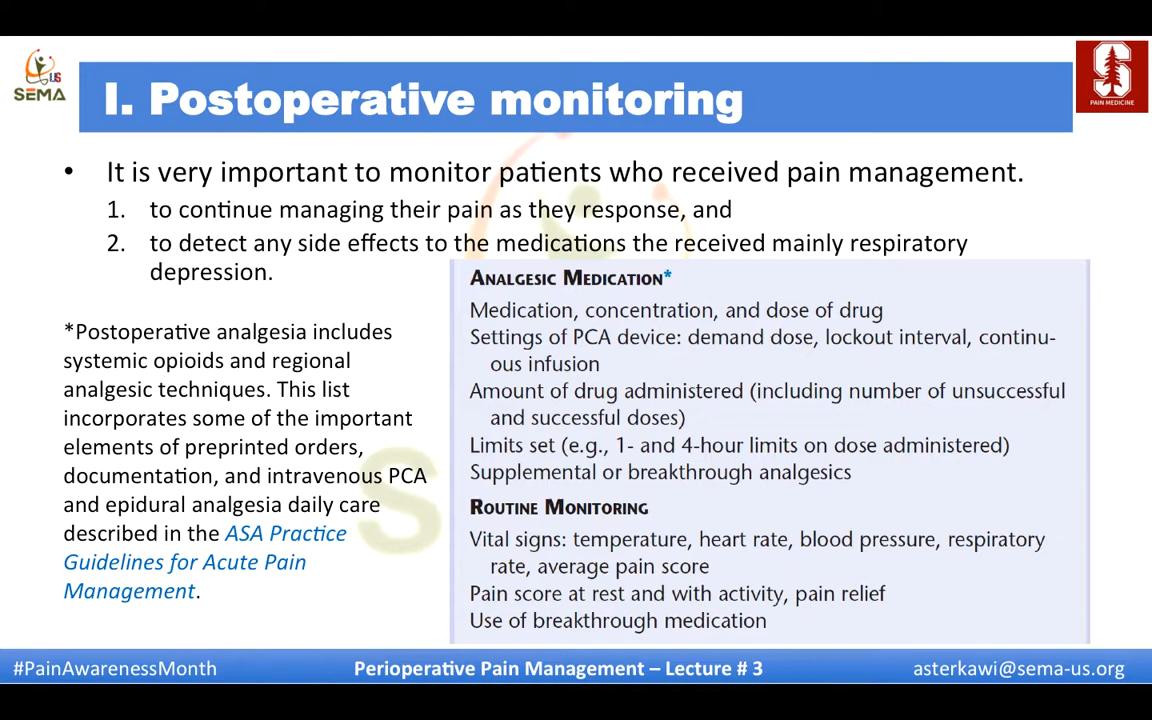 US
SEMA
I. Postoperative monitoring
S
PAIN MEDICINE
• It is very important to monitor patients who received pain management.
1. to continue managing their pain as they response, and
2. to detect any side effects to the medications the received mainly respiratory
depression.
*Postoperative analgesia includes
systemic opioids and regional
analgesic techniques. This list
incorporates some of the important
elements of preprinted orders,
documentation, and intravenous PCA
and epidural analgesia daily care
described in the ASA Practice
Guidelines for Acute Pain
Management.
ANALGESIC MEDICATION*
Medication, concentration, and dose of drug
Settings of PCA device: demand dose, lockout interval, continu-
ous infusion
Amount of drug administered (including number of unsuccessful
and successful doses)
Limits set (e.g., 1- and 4-hour limits on dose administered)
Supplemental or breakthrough analgesics
ROUTINE MONITORING
Vital signs: temperature, heart rate, blood pressure, respiratory
rate, average pain score
Pain score at rest and with activity, pain relief
Use of breakthrough medication
S
#PainAwarenessMonth
Perioperative Pain Management – Lecture # 3
asterkawi@sema-us.org